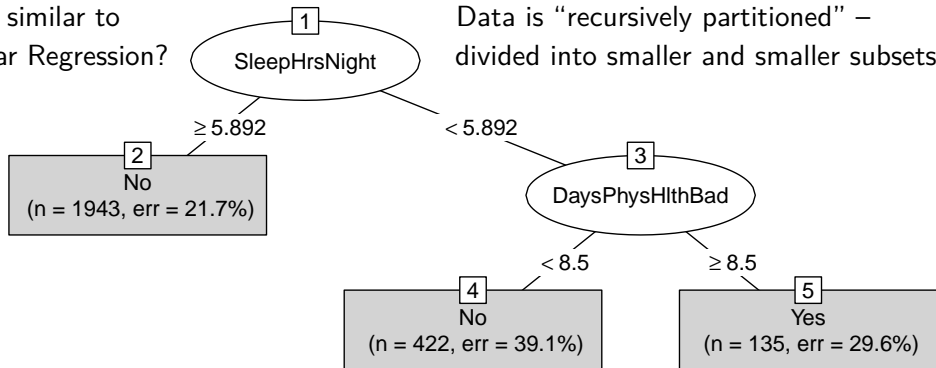 similar to
ar Regression?
Data is “recursively partitioned” –
divided into smaller and smaller subsets
1
SleepHrsNight
≥ 5.892
< 5.892
2
No
(n = 1943, err = 21.7%)
3
DaysPhysHlthBad
< 8.5
≥ 8.5
4
No
(n = 422, err = 39.1%)
5
Yes
(n = 135, err = 29.6%)